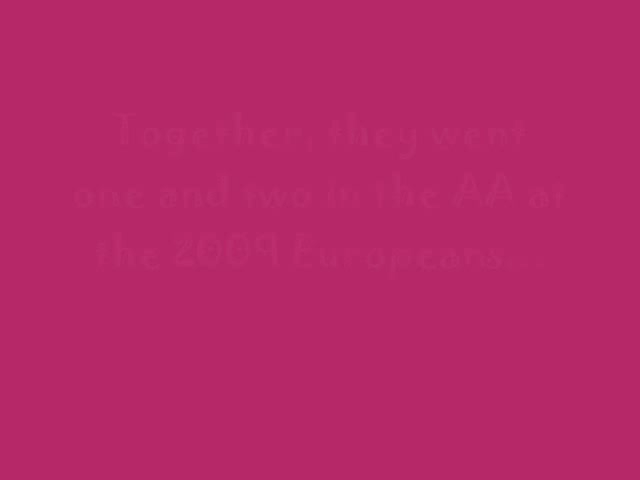 Together, they went
one and two in the AA at
the 2009 Europeans...